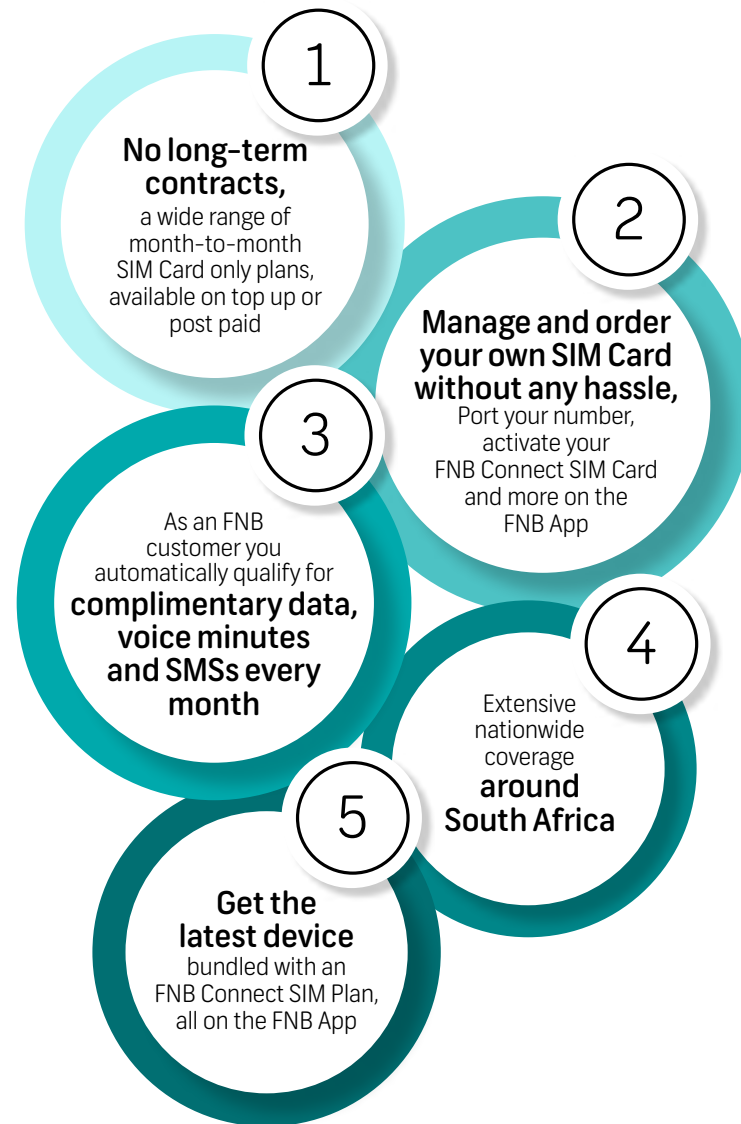 1
No long-term
contracts,
a wide range of
month-to-month
SIM Card only plans,
available on top up or
post paid
2
Manage and order
your own SIM Card
without any hassle,
Port your number,
activate your
FNB Connect SIM Card
and more on the
FNB App
3
As an FNB
customer you
automatically qualify for
complimentary data,
voice minutes
and SMSs every
month
4
Extensive
nationwide
coverage
around
South Africa
5
Get the
latest device
bundled with an
FNB Connect SIM Plan,
all on the FNB App